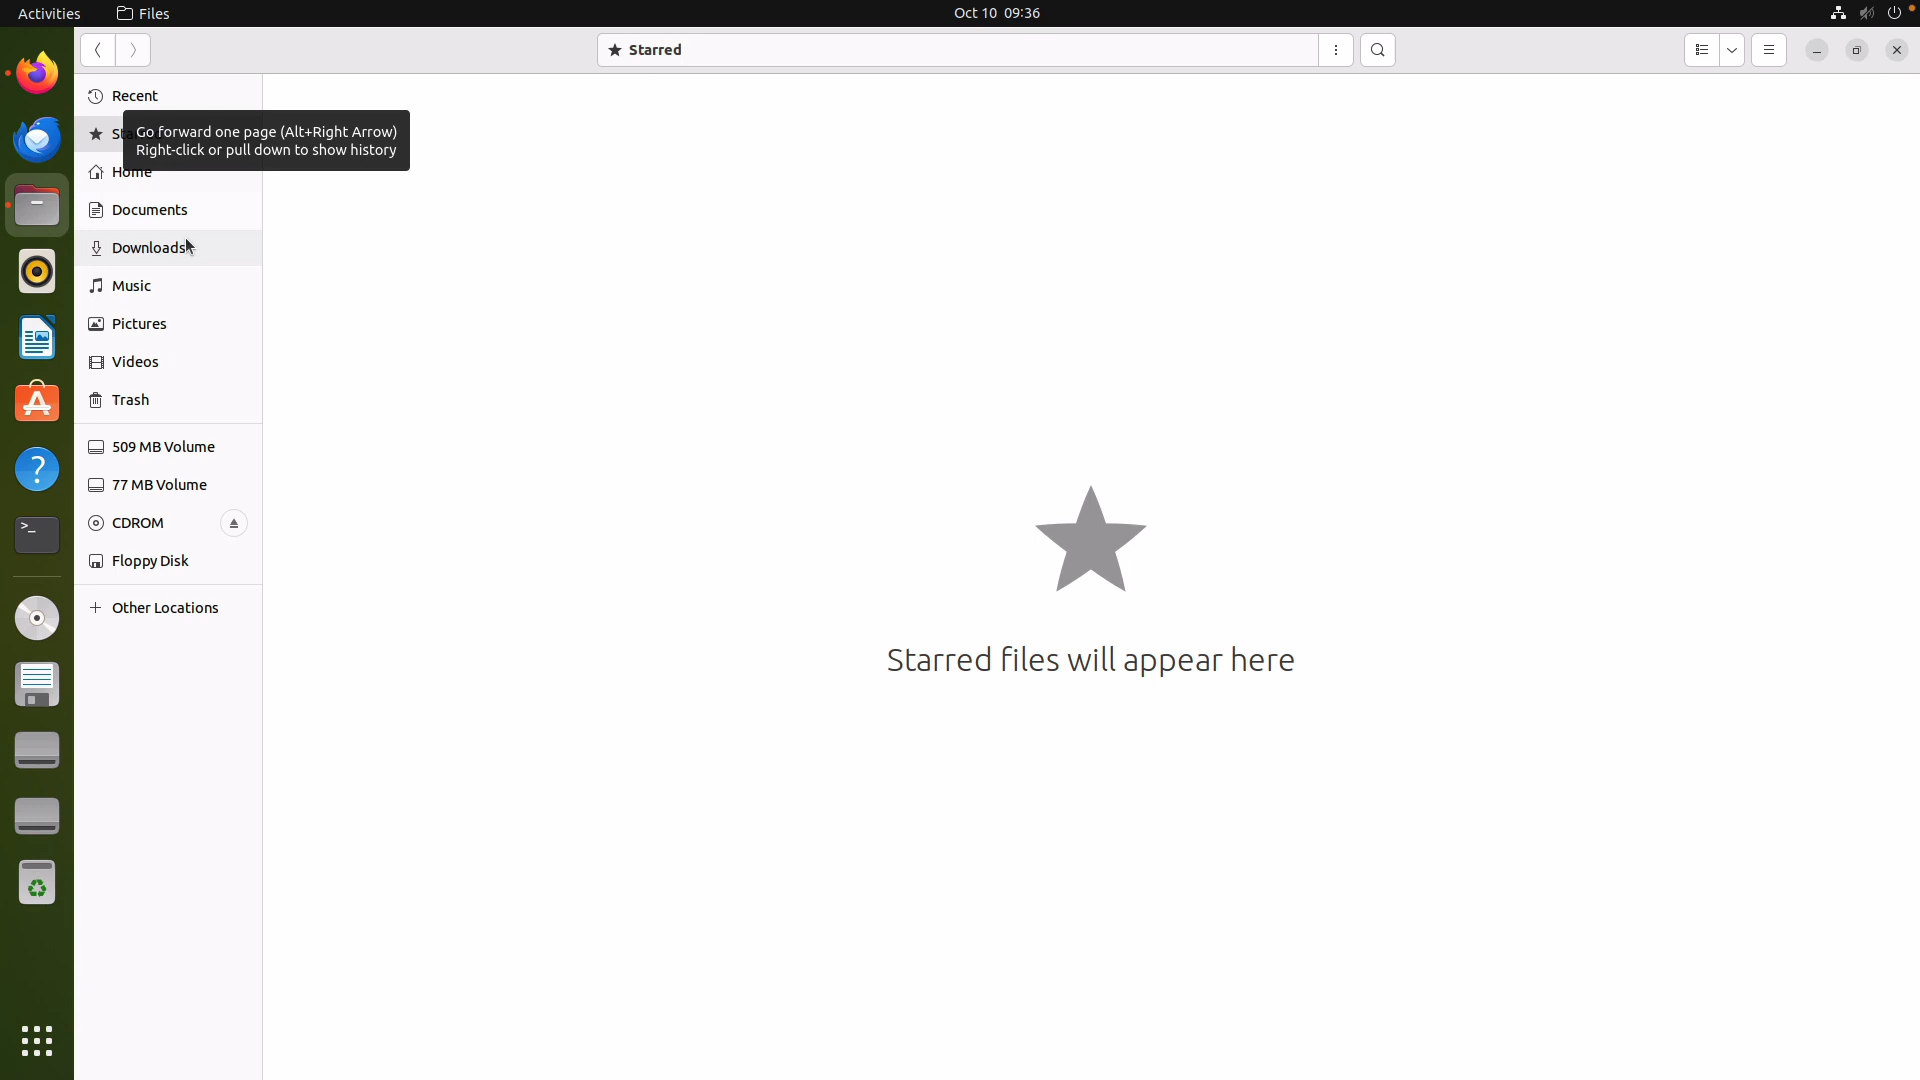 Activities
Files
Oct 10 09:36
Starred
Recent
Go forward one page (Alt+Right Arrow)
Right-click or pull down to show history
Home
Documents
Downloads
Music
Pictures
Videos
Trash
509 MB Volume
77 MB Volume
CDROM
Floppy Disk
Other Locations
Starred files will appear here